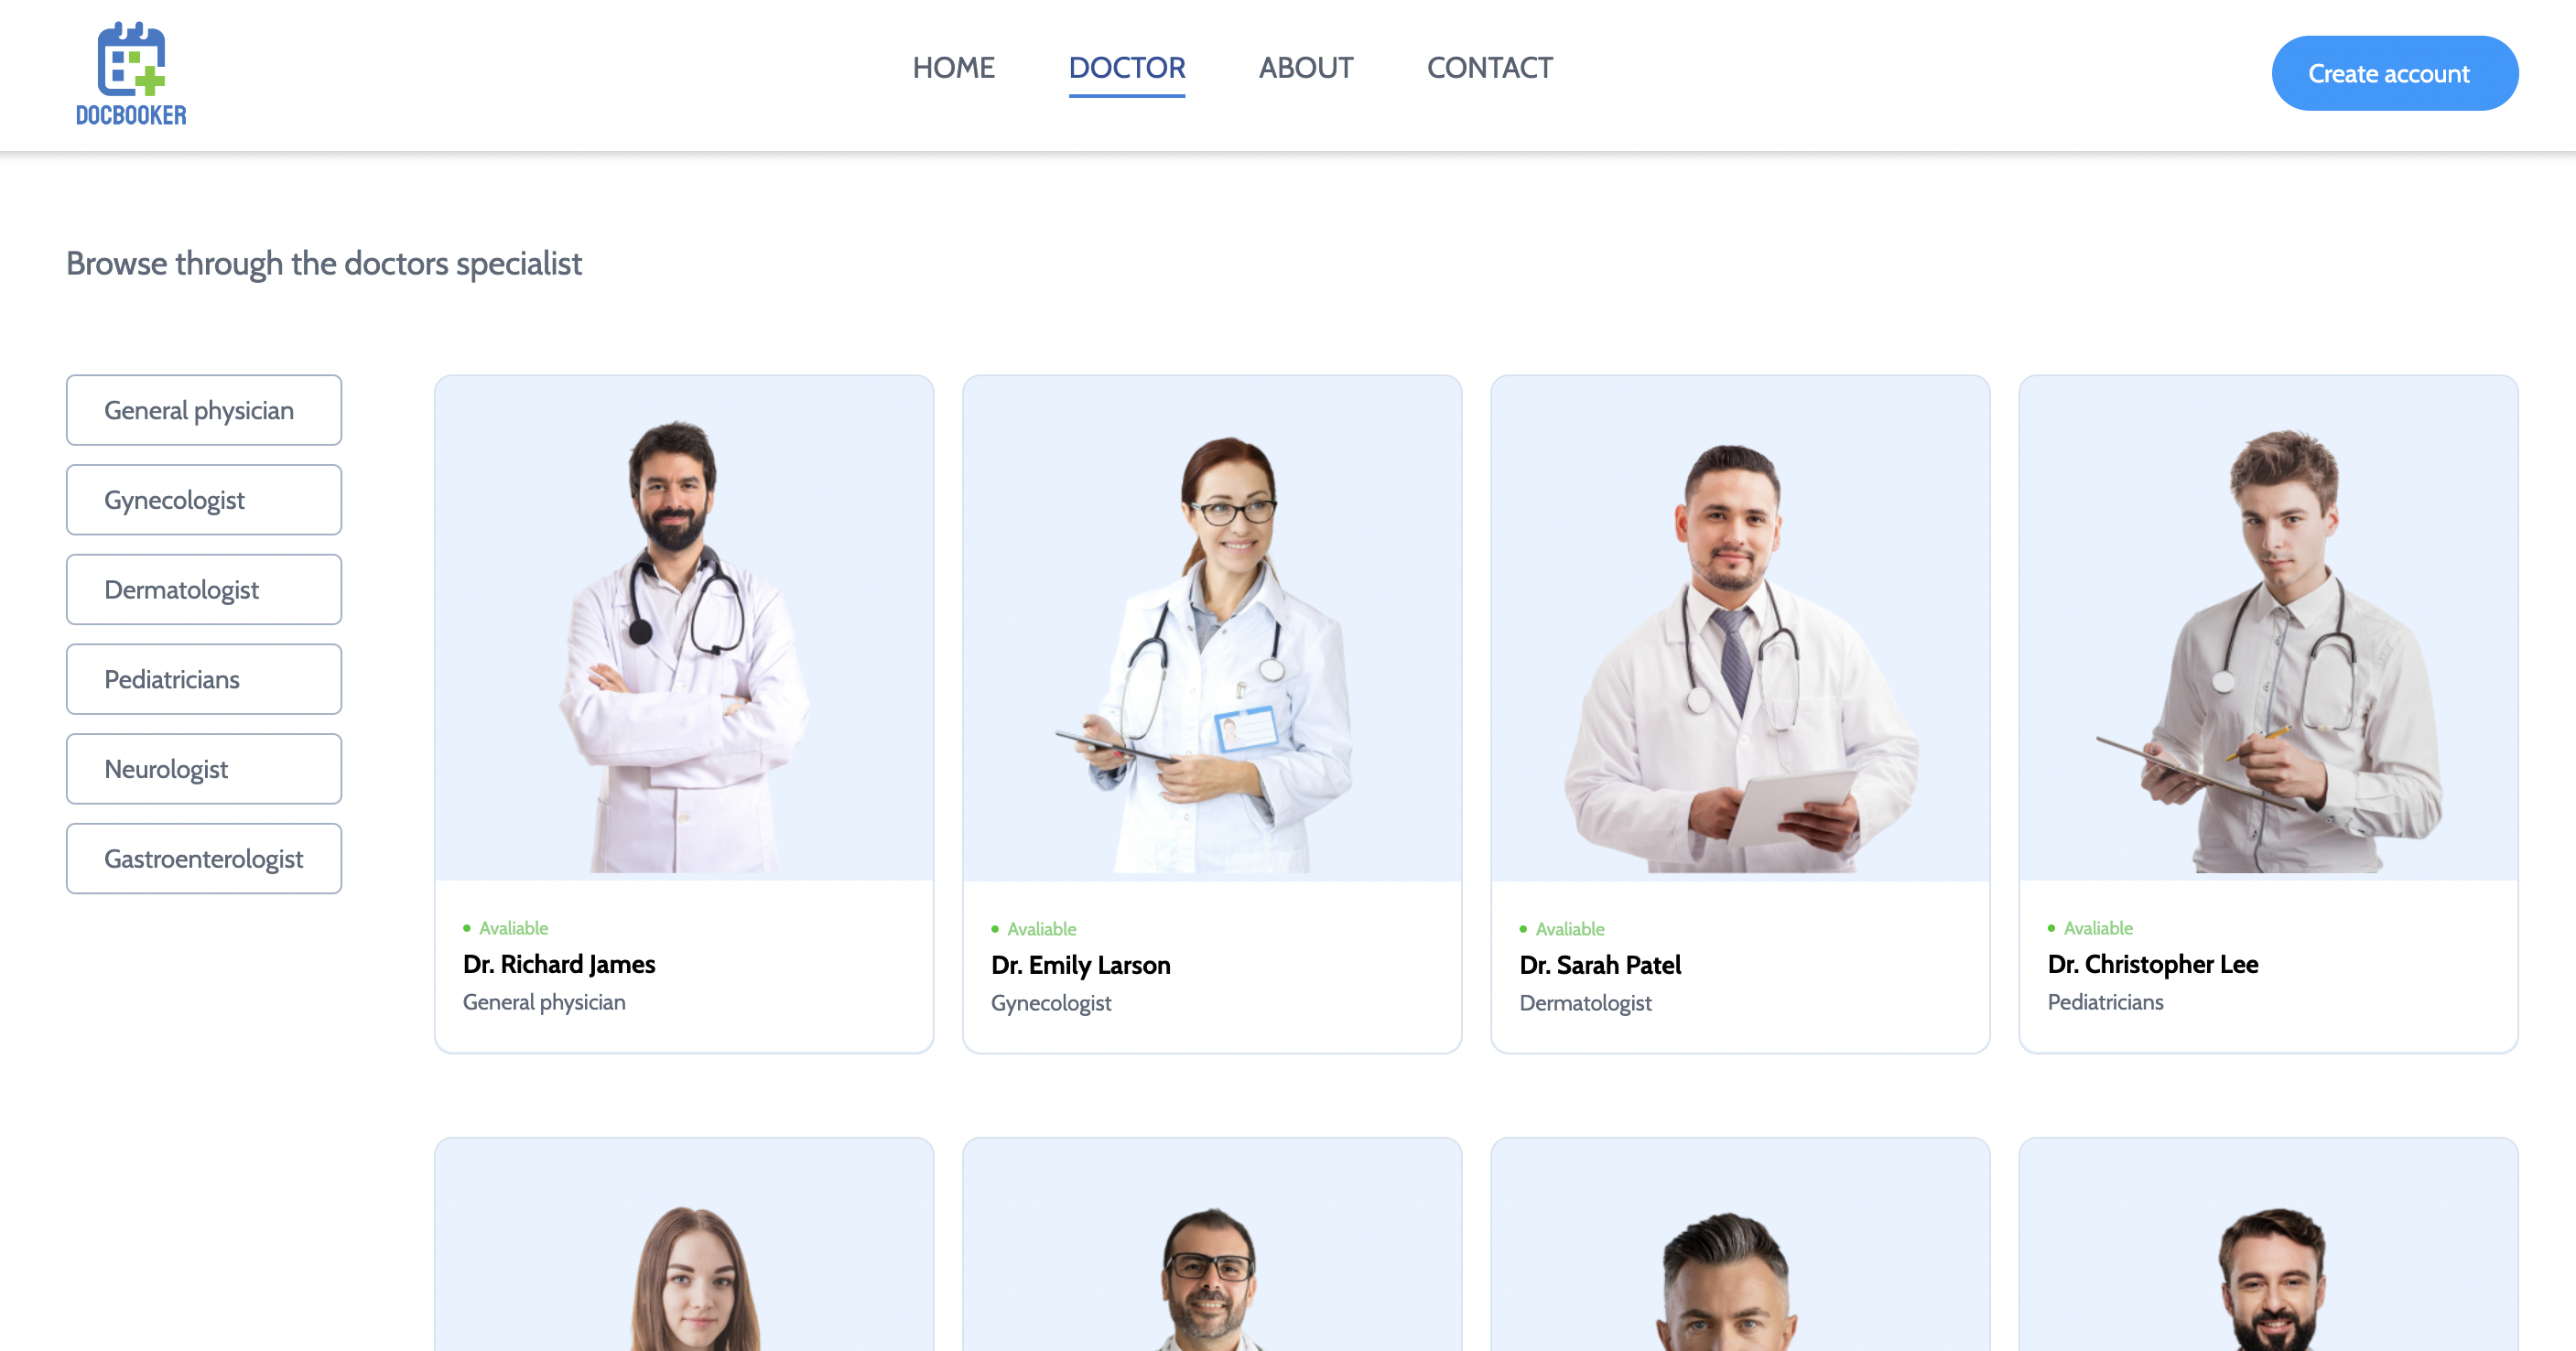 DOCBOOKER
HOME
DOCTOR
ABOUT
CONTACT
Create account
Browse through the doctors specialist
General physician
Gynecologist
Dermatologist
Pediatricians
Neurologist
Gastroenterologist
Avaliable
Dr. Richard James
General physician
Avaliable
Dr. Emily Larson
Gynecologist
Avaliable
Dr. Sarah Patel
Dermatologist
Avaliable
Dr. Christopher Lee
Pediatricians